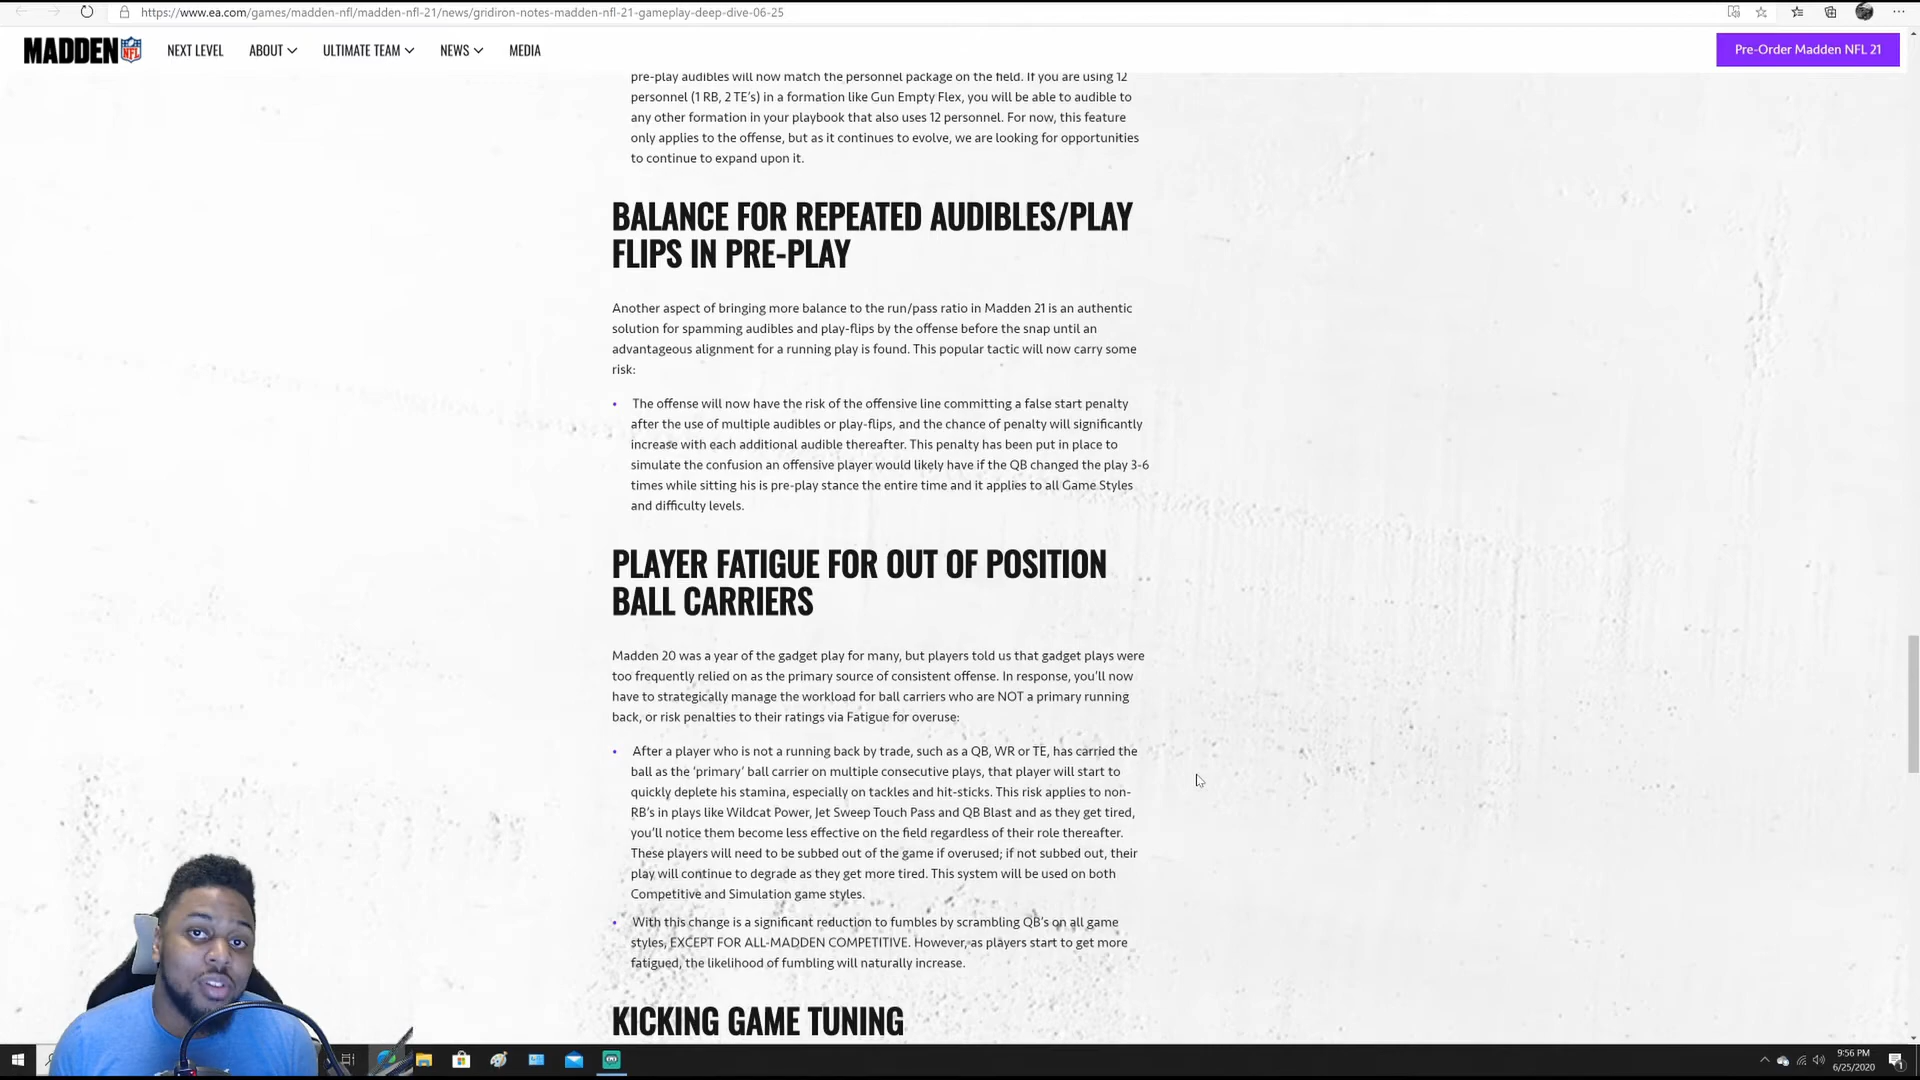 https://www.ea.com/games/madden-nfl/madden-nfl-21/news/gridiron-notes-madden-nfl-21-gameplay-deep-dive-06-25
MADDEN NFL NEXT LEVEL ABOUT ULTIMATE TEAM NEWS MEDIA Pre-Order Madden NFL 21
pre-play audibles will now match the personnel package on the field. If you are using 12
personnel (1 RB, 2 TE's) in a formation like Gun Empty Flex, you will be able to audible to
any other formation in your playbook that also uses 12 personnel. For now, this feature
only applies to the offense, but as it continues to evolve, we are looking for opportunities
to continue to expand upon it.
BALANCE FOR REPEATED AUDIBLES/PLAY
FLIPS IN PRE-PLAY
Another aspect of bringing more balance to the run/pass ratio in Madden 21 is an authentic
solution for spamming audibles and play-flips by the offense before the snap until an
advantageous alignment for a running play is found. This popular tactic will now carry some
risk:
• The offense will now have the risk of the offensive line committing a false start penalty
after the use of multiple audibles or play-flips, and the chance of penalty will significantly
increase with each additional audible thereafter. This penalty has been put in place to
simulate the confusion an offensive player would likely have if the QB changed the play 3-6
times while sitting his is pre-play stance the entire time and it applies to all Game Styles
and difficulty levels.
PLAYER FATIGUE FOR OUT OF POSITION
BALL CARRIERS
Madden 20 was a year of the gadget play for many, but players told us that gadget plays were
too frequently relied on as the primary source of consistent offense. In response, you'll now
have to strategically manage the workload for ball carriers who are NOT a primary running
back, or risk penalties to their ratings via Fatigue for overuse:
• After a player who is not a running back by trade, such as a QB, WR or TE, has carried the
ball as the 'primary' ball carrier on multiple consecutive plays, that player will start to
quickly deplete his stamina, especially on tackles and hit-sticks. This risk applies to non-
RB's in plays like Wildcat Power, Jet Sweep Touch Pass and QB Blast and as they get tired,
you'll notice them become less effective on the field regardless of their role thereafter.
These players will need to be subbed out of the game if overused; if not subbed out, their
play will continue to degrade as they get more tired. This system will be used on both
Competitive and Simulation game styles.
• With this change is a significant reduction to fumbles by scrambling QB's on all game
styles, EXCEPT FOR ALL-MADDEN COMPETITIVE. However, as players start to get more
fatigued, the likelihood of fumbling will naturally increase.
KICKING GAME TUNING
9:56 PM
6/25/2020